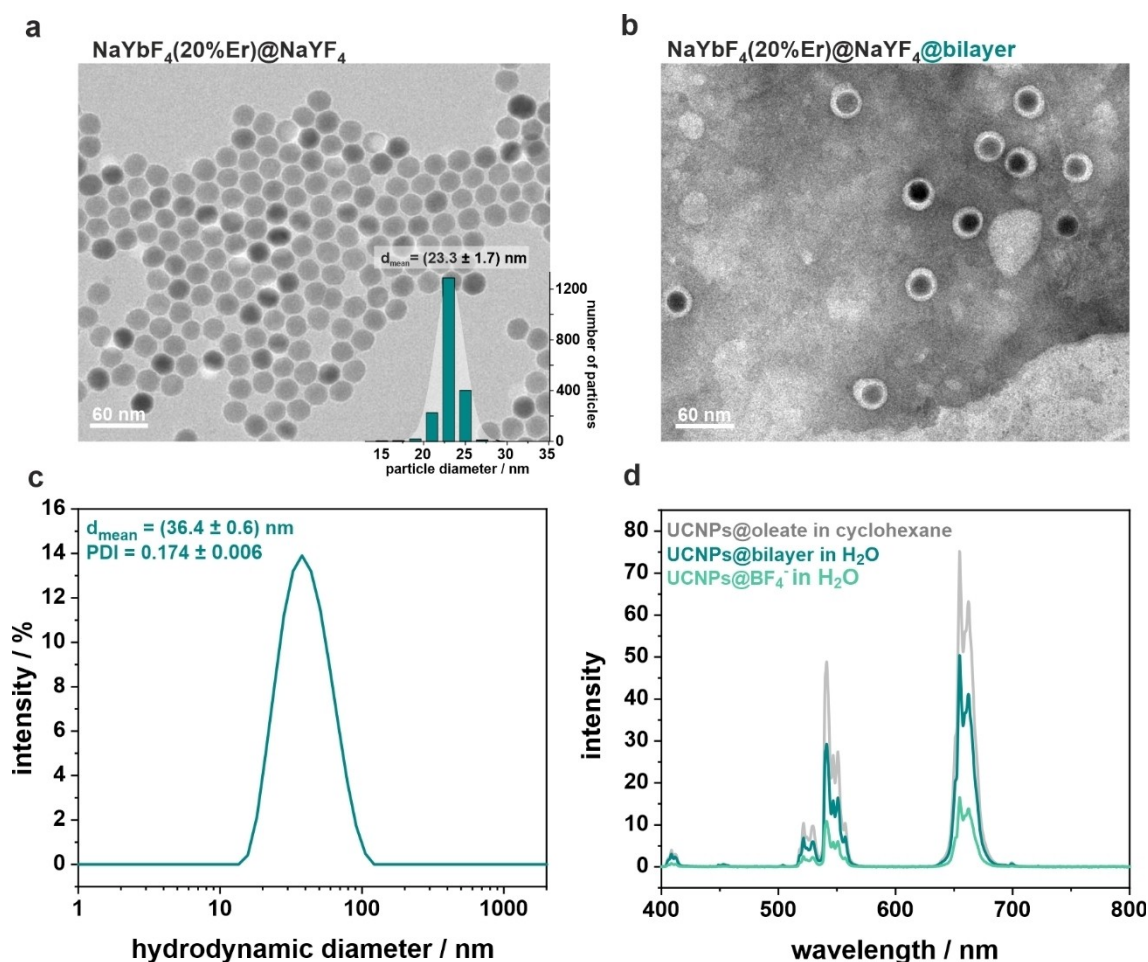 a
NaYbF₄(20%Er)@NaYF₄
d_mean = (23.3 ± 1.7) nm
1200
800
400
0
number of particles
15 20 25 30 35
particle diameter / nm
60 nm
b
NaYbF₄(20%Er)@NaYF₄@bilayer
60 nm
c
d_mean = (36.4 ± 0.6) nm
PDI = 0.174 ± 0.006
16
14
12
10
8
6
4
2
0
intensity / %
1 10 100 1000
hydrodynamic diameter / nm
d
UCNPs@oleate in cyclohexane
UCNPs@bilayer in H₂O
UCNPs@BF₄⁻ in H₂O
80
70
60
50
40
30
20
10
0
intensity
400 500 600 700 800
wavelength / nm